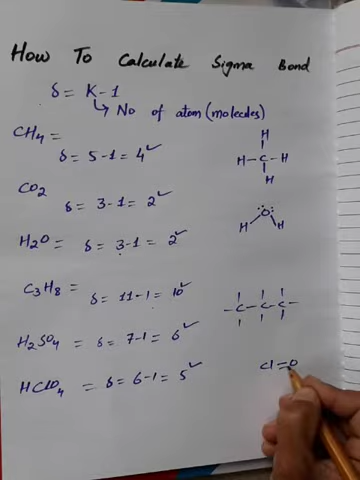 How To Calculate Sigma Bond
δ = K-1
↳ No of atom (molecules)
CH4 =
δ = 5-1 = 4 ✓
CO2
δ = 3-1 = 2 ✓
H2O = δ = 3-1 = 2 ✓
C3H8 =
δ = 11-1 = 10 ✓
H2SO4 = δ = 7-1 = 6 ✓
HClO4 = δ = 6-1 = 5 ✓
H
H-C-H
H
O
H H
-C-C-C-
Cl=O